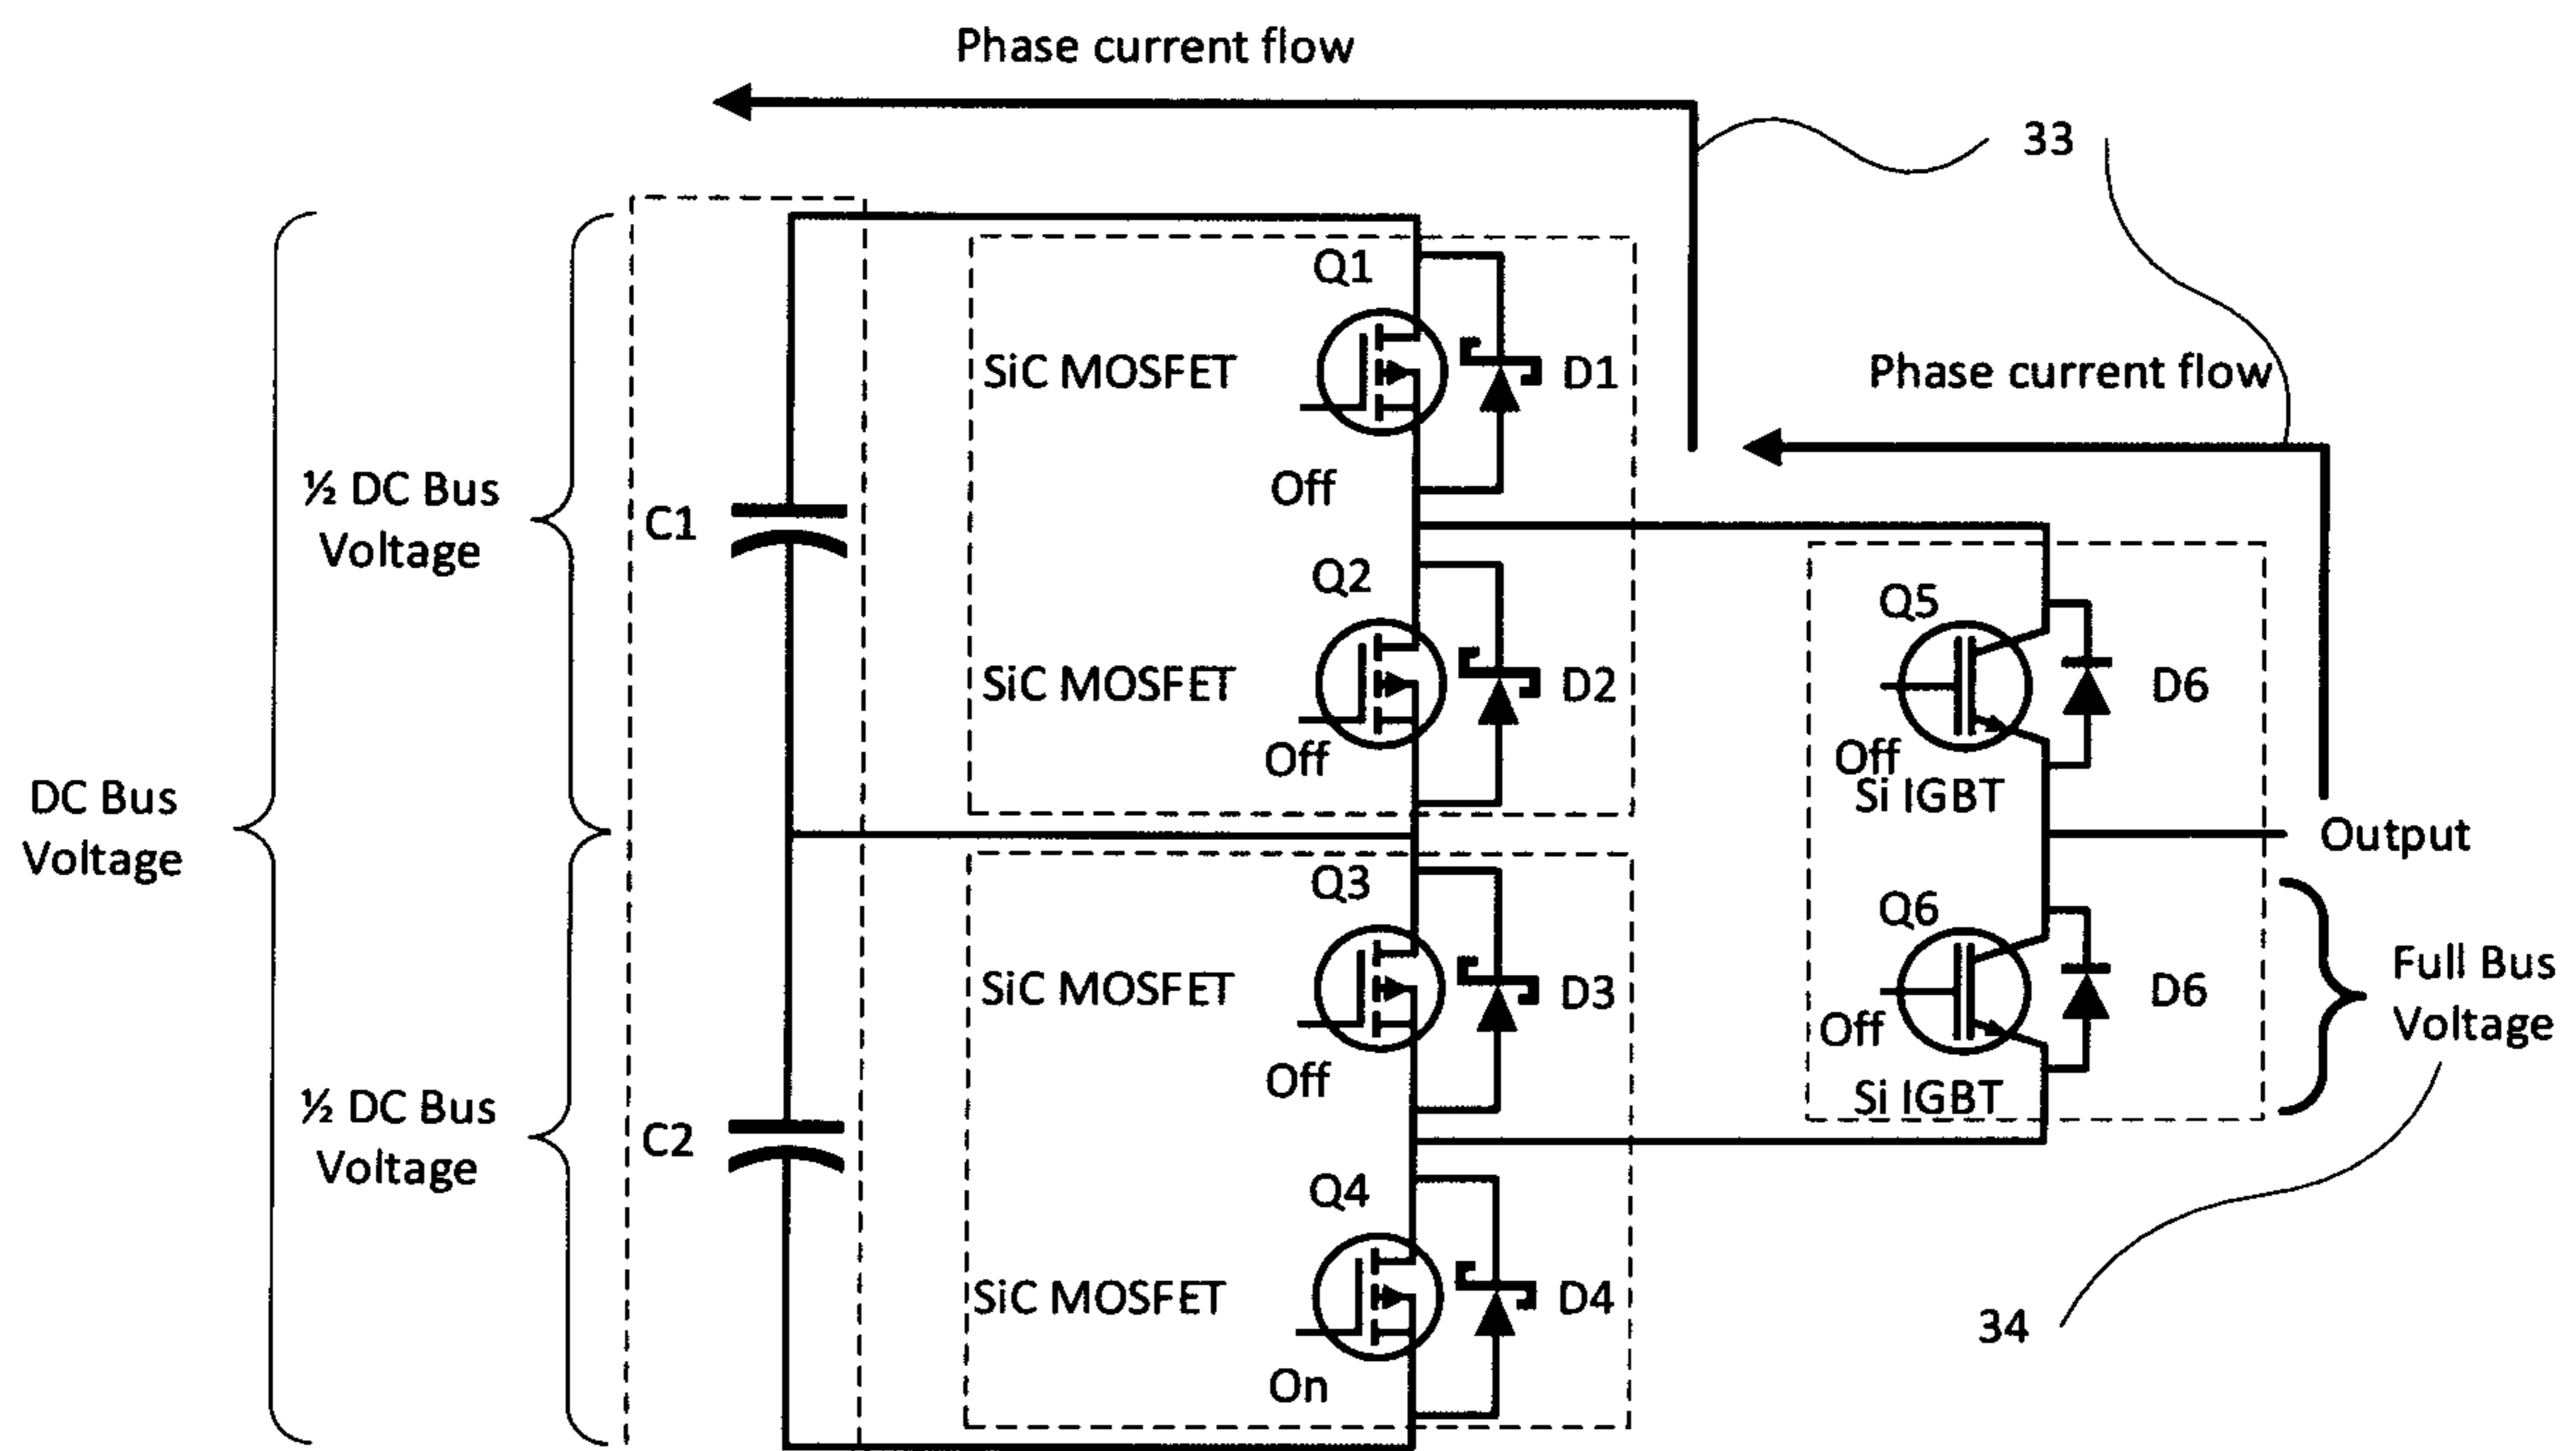 Phase current flow
33
Q1
SiC MOSFET
D1
Phase current flow
Off
½ DC Bus
Voltage
C1
Q2
Q5
SiC MOSFET
D2
D6
Off
Off
Si IGBT
DC Bus
Voltage
Output
Q3
Q6
SiC MOSFET
D3
D6
Full Bus
Voltage
Off
Off
½ DC Bus
Voltage
C2
Si IGBT
Q4
SiC MOSFET
D4
34
On